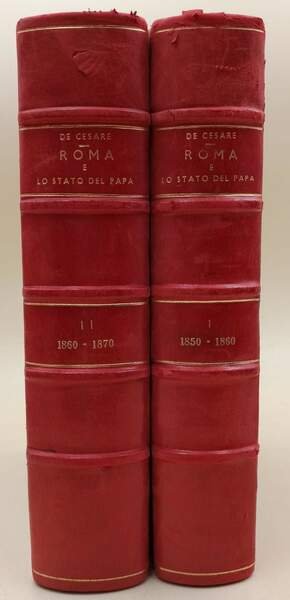 DE CESARE
ROMA
E
LO STATO DEL PAPA
II
1860 - 1870
DE CESARE
ROMA
E
LO STATO DEL PAPA
I
1850 - 1860